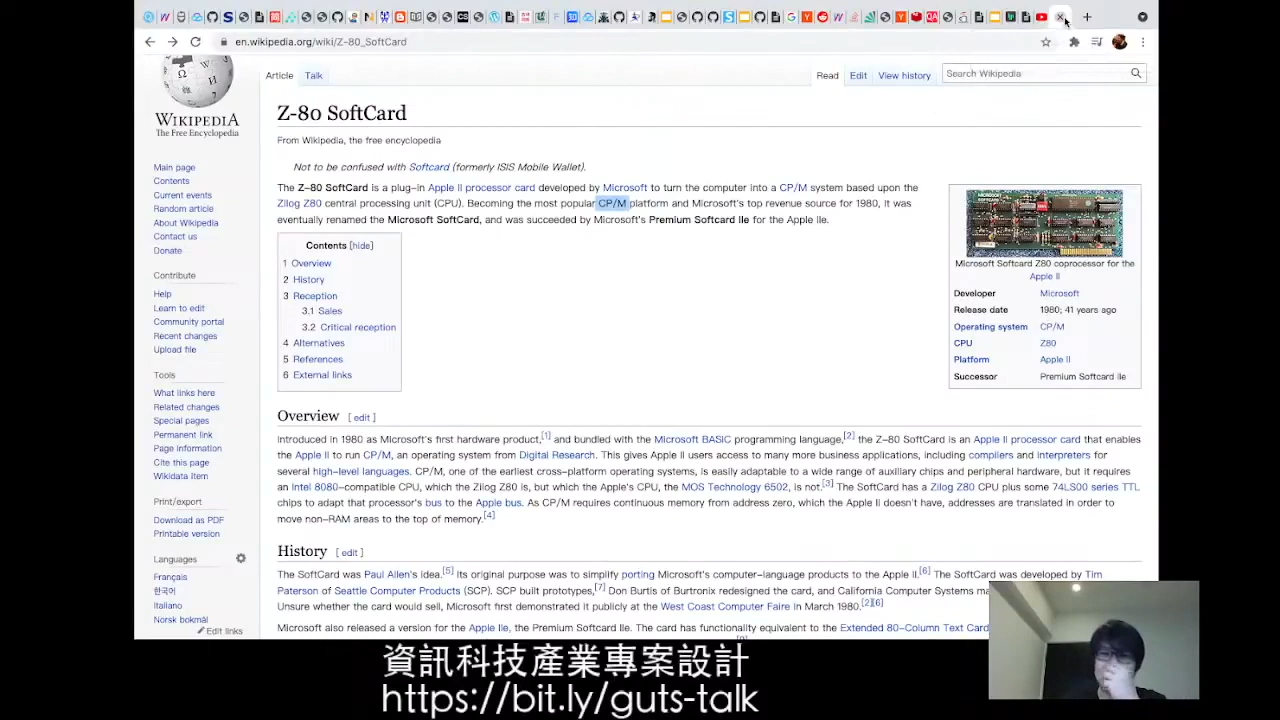 en.wikipedia.org/wiki/Z-80_SoftCard
Article Talk Read Edit View history Search Wikipedia
WIKIPEDIA
The Free Encyclopedia
Main page
Contents
Current events
Random article
About Wikipedia
Contact us
Donate
Contribute
Help
Learn to edit
Community portal
Recent changes
Upload file
Tools
What links here
Related changes
Special pages
Permanent link
Page information
Cite this page
Wikidata item
Print/export
Download as PDF
Printable version
Languages
Français
한국어
Italiano
Norsk bokmål
Edit links
Z-80 SoftCard
From Wikipedia, the free encyclopedia
Not to be confused with Softcard (formerly ISIS Mobile Wallet).
The Z-80 SoftCard is a plug-in Apple II processor card developed by Microsoft to turn the computer into a CP/M system based upon the
Zilog Z80 central processing unit (CPU). Becoming the most popular CP/M platform and Microsoft's top revenue source for 1980, it was
eventually renamed the Microsoft SoftCard, and was succeeded by Microsoft's Premium Softcard IIe for the Apple IIe.
Contents [hide]
1 Overview
2 History
3 Reception
3.1 Sales
3.2 Critical reception
4 Alternatives
5 References
6 External links
Microsoft Softcard Z80 coprocessor for the
Apple II
Developer Microsoft
Release date 1980; 41 years ago
Operating system CP/M
CPU Z80
Platform Apple II
Successor Premium Softcard IIe
Overview [ edit ]
Introduced in 1980 as Microsoft's first hardware product,[1] and bundled with the Microsoft BASIC programming language,[2] the Z-80 SoftCard is an Apple II processor card that enables
the Apple II to run CP/M, an operating system from Digital Research. This gives Apple II users access to many more business applications, including compilers and interpreters for
several high-level languages. CP/M, one of the earliest cross-platform operating systems, is easily adaptable to a wide range of auxiliary chips and peripheral hardware, but it requires
an Intel 8080-compatible CPU, which the Zilog Z80 is, but which the Apple's CPU, the MOS Technology 6502, is not.[3] The SoftCard has a Zilog Z80 CPU plus some 74LS00 series TTL
chips to adapt that processor's bus to the Apple bus. As CP/M requires continuous memory from address zero, which the Apple II doesn't have, addresses are translated in order to
move non-RAM areas to the top of memory.[4]
History [ edit ]
The SoftCard was Paul Allen's idea.[5] Its original purpose was to simplify porting Microsoft's computer-language products to the Apple II.[6] The SoftCard was developed by Tim
Paterson of Seattle Computer Products (SCP). SCP built prototypes,[7] Don Burtis of Burtronix redesigned the card, and California Computer Systems ma
Unsure whether the card would sell, Microsoft first demonstrated it publicly at the West Coast Computer Faire in March 1980.[2][6]
Microsoft also released a version for the Apple IIe, the Premium Softcard IIe. The card has functionality equivalent to the Extended 80-Column Text Card
資訊科技產業專案設計
https://bit.ly/guts-talk